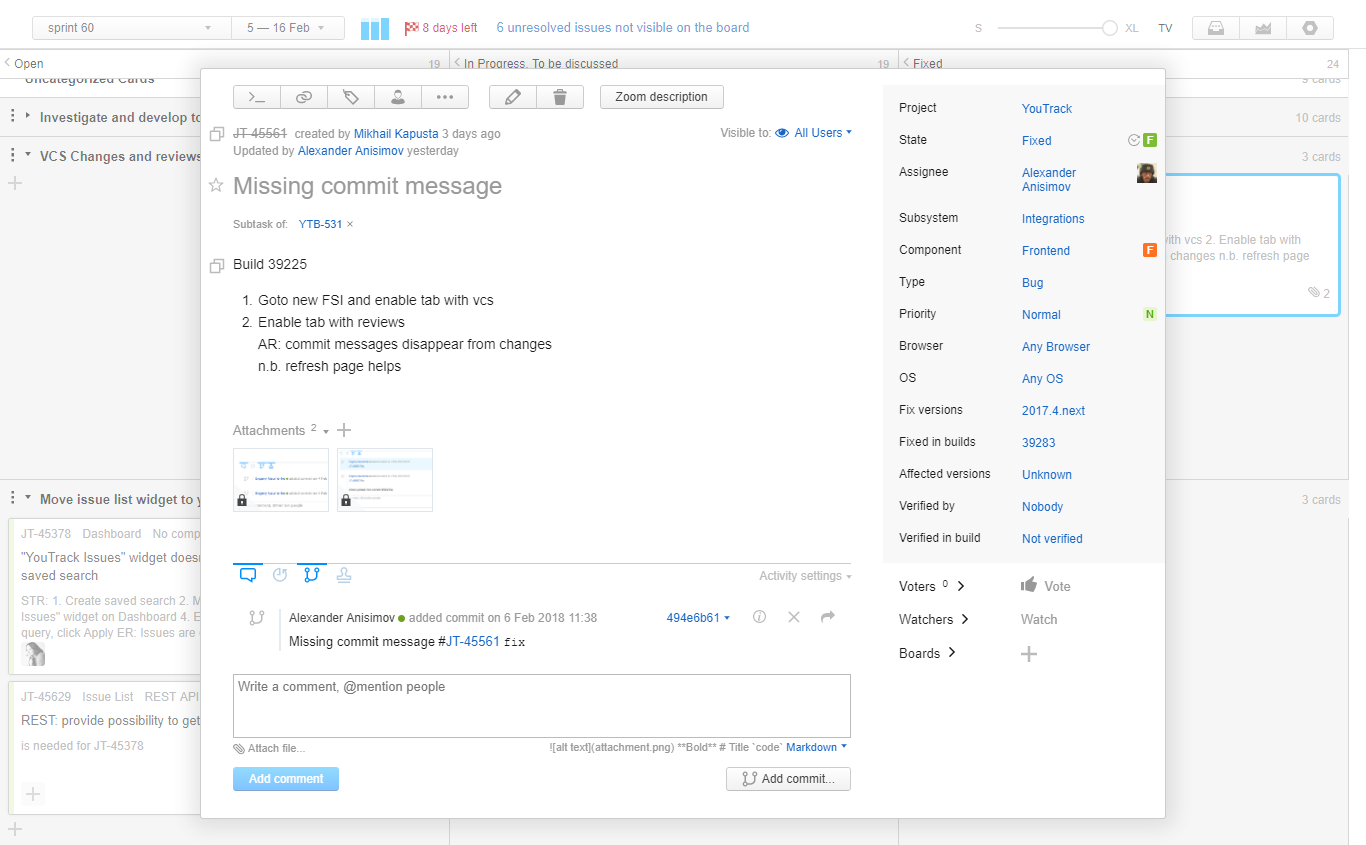 sprint 60
5 — 16 Feb
8 days left
6 unresolved issues not visible on the board
S
XL
TV
Open
19
In Progress, To be discussed
19
Fixed
24
Uncategorized Cards
9 cards
Investigate and develop to
10 cards
VCS Changes and reviews
3 cards
with vcs 2. Enable tab with
changes n.b. refresh page
2
Move issue list widget to y
3 cards
JT-45378 Dashboard No comp
"YouTrack Issues" widget doesn
saved search
STR: 1. Create saved search 2. M
Issues" widget on Dashboard 4. E
query, click Apply ER: Issues are
JT-45629 Issue List REST API
REST: provide possibility to get
is needed for JT-45378
Zoom description
JT-45561 created by Mikhail Kapusta 3 days ago
Visible to: All Users
Updated by Alexander Anisimov yesterday
Missing commit message
Subtask of: YTB-531 ×
Build 39225
1. Goto new FSI and enable tab with vcs
2. Enable tab with reviews
AR: commit messages disappear from changes
n.b. refresh page helps
Attachments 2
Activity settings
Alexander Anisimov added commit on 6 Feb 2018 11:38
494e6b61
Missing commit message #JT-45561 fix
Write a comment, @mention people
Attach file...
![alt text](attachment.png) **Bold** # Title `code` Markdown
Add comment
Add commit...
Project YouTrack
State Fixed F
Assignee Alexander
Anisimov
Subsystem Integrations
Component Frontend F
Type Bug
Priority Normal N
Browser Any Browser
OS Any OS
Fix versions 2017.4.next
Fixed in builds 39283
Affected versions Unknown
Verified by Nobody
Verified in build Not verified
Voters 0 Vote
Watchers Watch
Boards